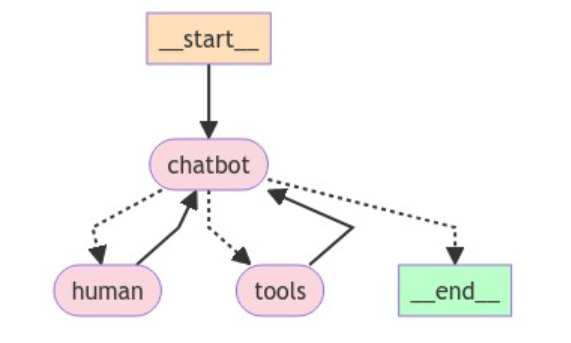 __start__
chatbot
human
tools
__end__